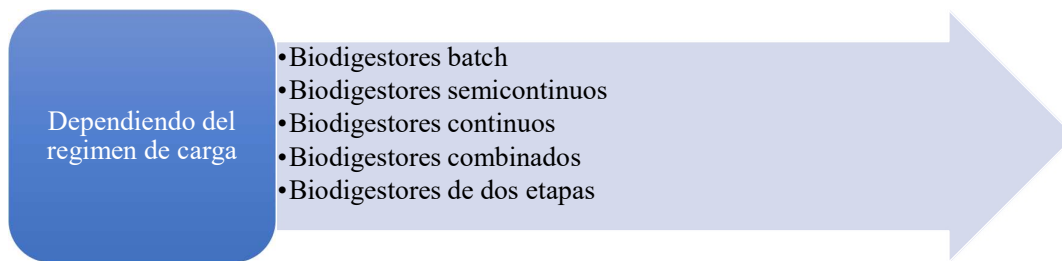 Dependiendo del
regimen de carga
•Biodigestores batch
•Biodigestores semicontinuos
•Biodigestores continuos
•Biodigestores combinados
•Biodigestores de dos etapas